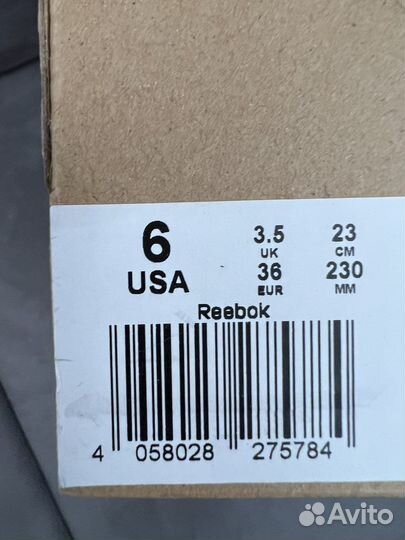 6 3.5 23
UK CM
USA 36 230
EUR MM
Reebok
4 058028 275784
Avito